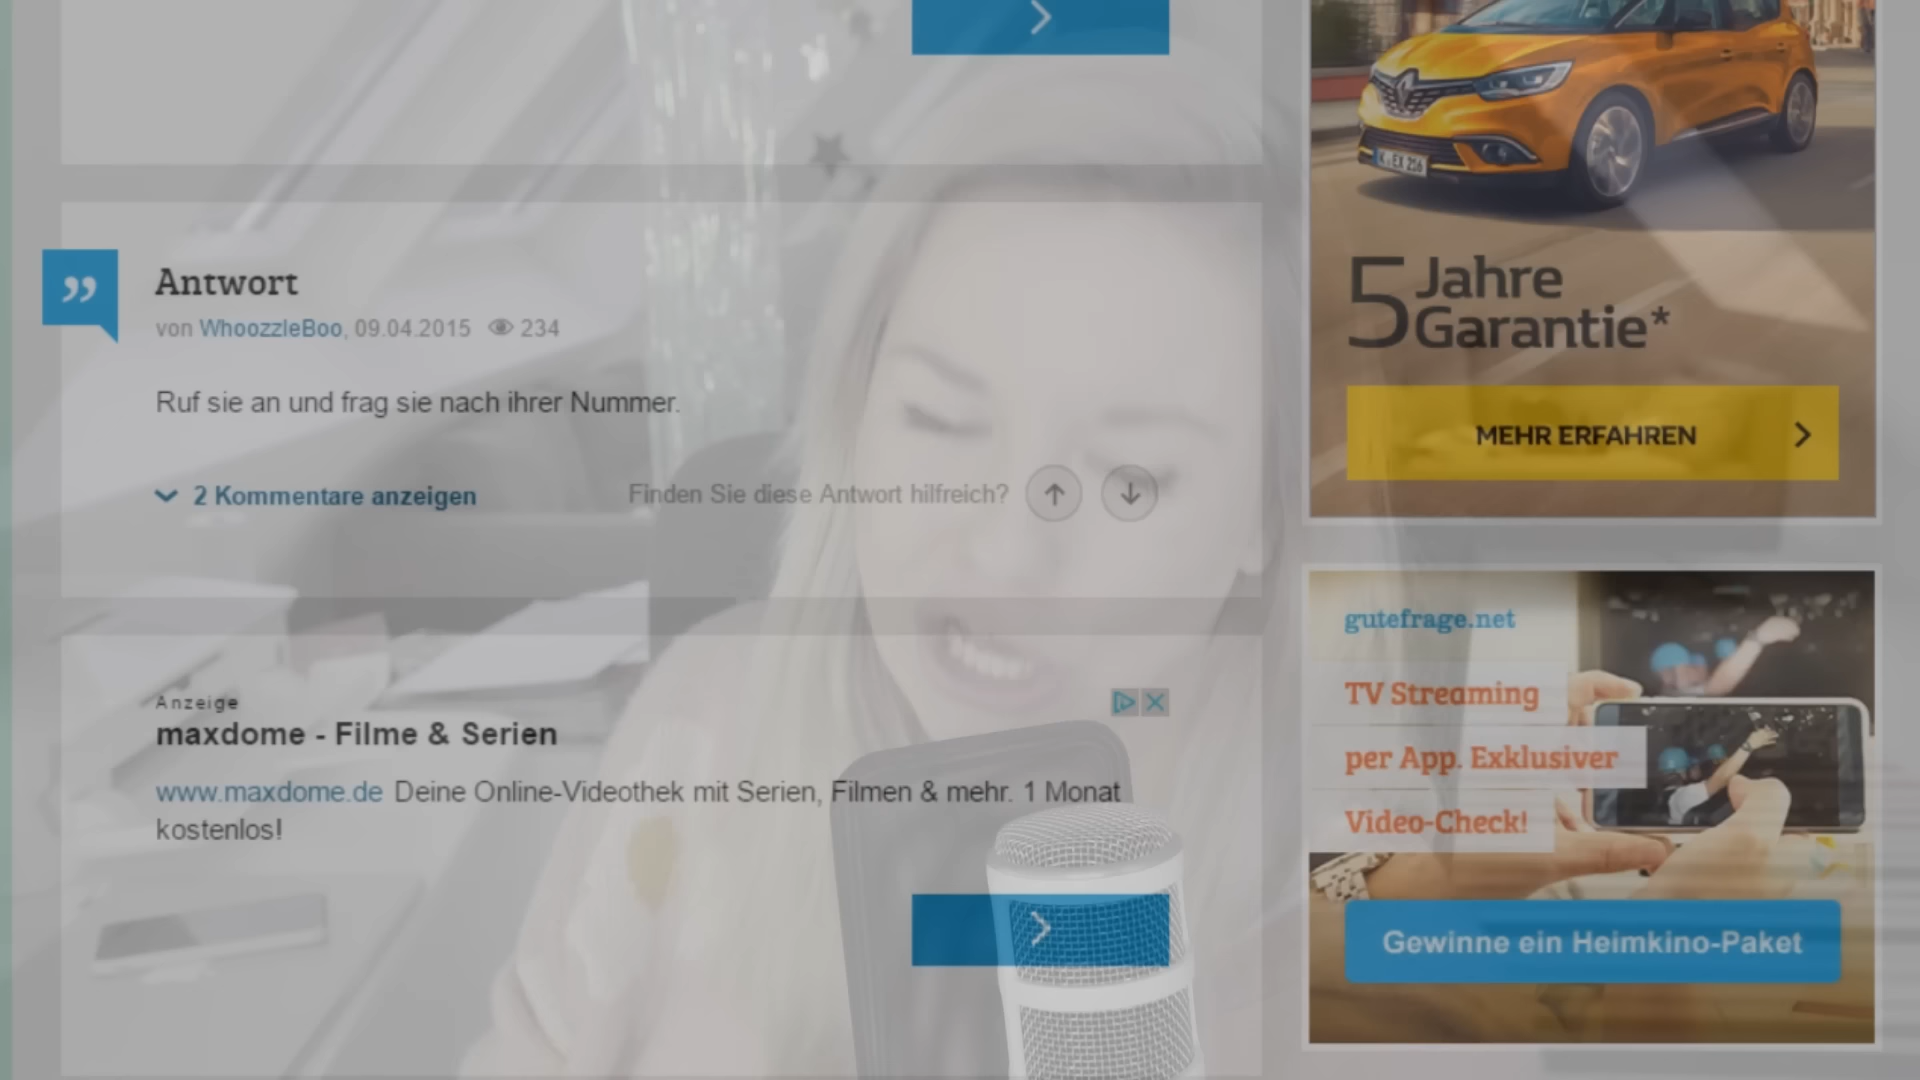 Antwort
von WhoozzleBoo, 09.04.2015 234
Ruf sie an und frag sie nach ihrer Nummer.
2 Kommentare anzeigen
Finden Sie diese Antwort hilfreich?
Anzeige
maxdome - Filme & Serien
www.maxdome.de Deine Online-Videothek mit Serien, Filmen & mehr. 1 Monat
kostenlos!
K EX 216
5 Jahre
Garantie*
MEHR ERFAHREN
gutefrage.net
TV Streaming
per App. Exklusiver
Video-Check!
Gewinne ein Heimkino-Paket